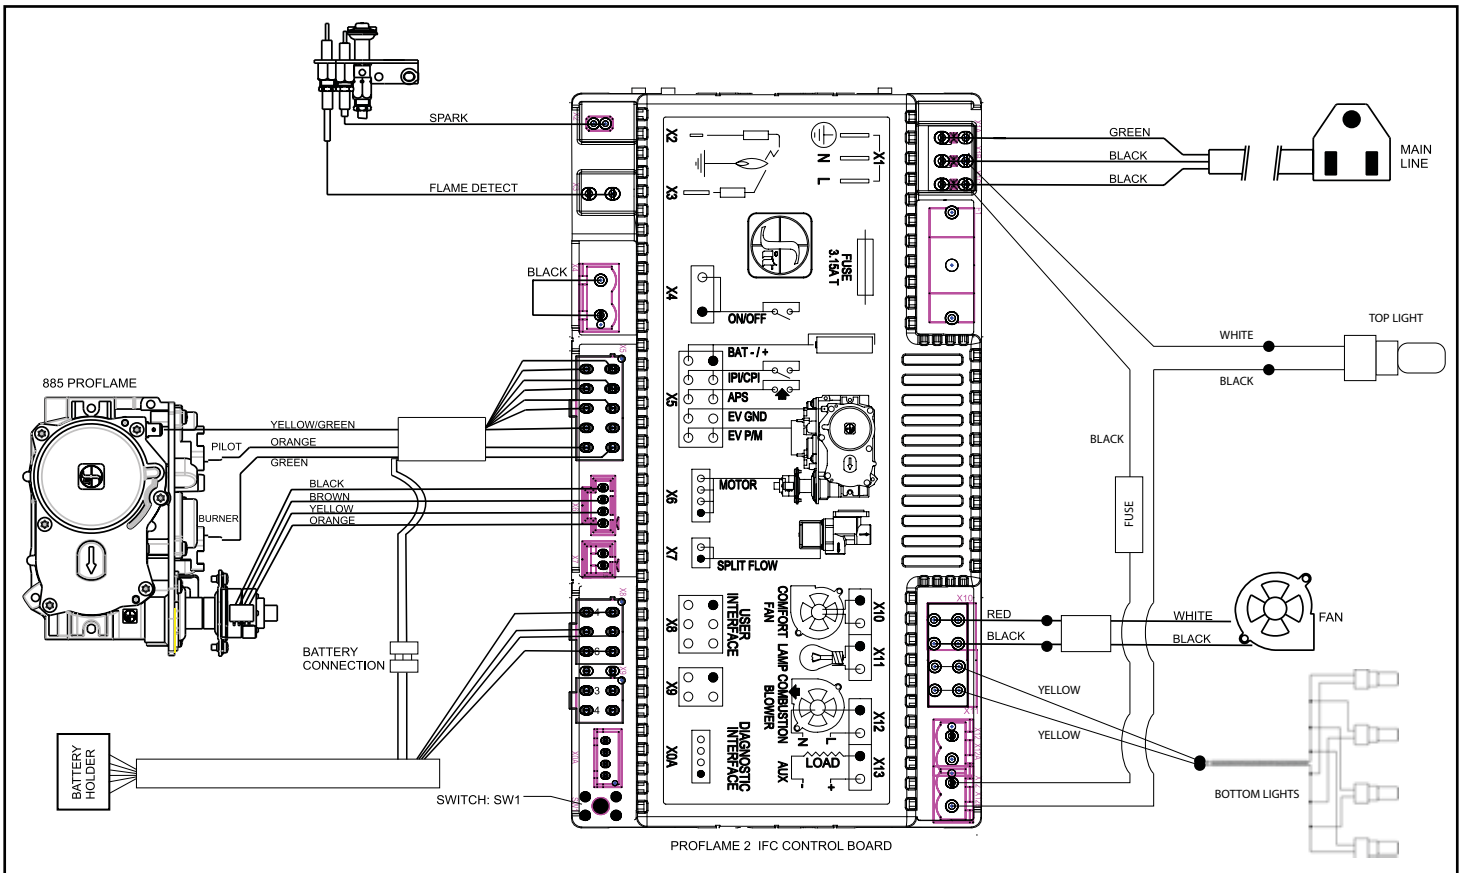 SPARK
FLAME DETECT
BLACK
885 PROFLAME
YELLOW/GREEN
PILOT
ORANGE
GREEN
BLACK
BROWN
YELLOW
ORANGE
BURNER
BATTERY
CONNECTION
BATTERY
HOLDER
SWITCH: SW1
X2
X3
X4
ON/OFF
X5
BAT - / +
IPI/CPI
APS
EV GND
EV P/M
X6
MOTOR
X7
SPLIT FLOW
X8
USER
INTERFACE
X9
X0A
DIAGNOSTIC
INTERFACE
N
L
X1
FUSE
3.15A T
COMFORT
FAN
X10
LAMP
X11
COMBUSTION
BLOWER
X12
N
L
LOAD
AUX
-
+
X13
PROFLAME 2 IFC CONTROL BOARD
GREEN
BLACK
BLACK
MAIN
LINE
TOP LIGHT
WHITE
BLACK
BLACK
FUSE
X10
RED
BLACK
WHITE
BLACK
FAN
YELLOW
YELLOW
BOTTOM LIGHTS